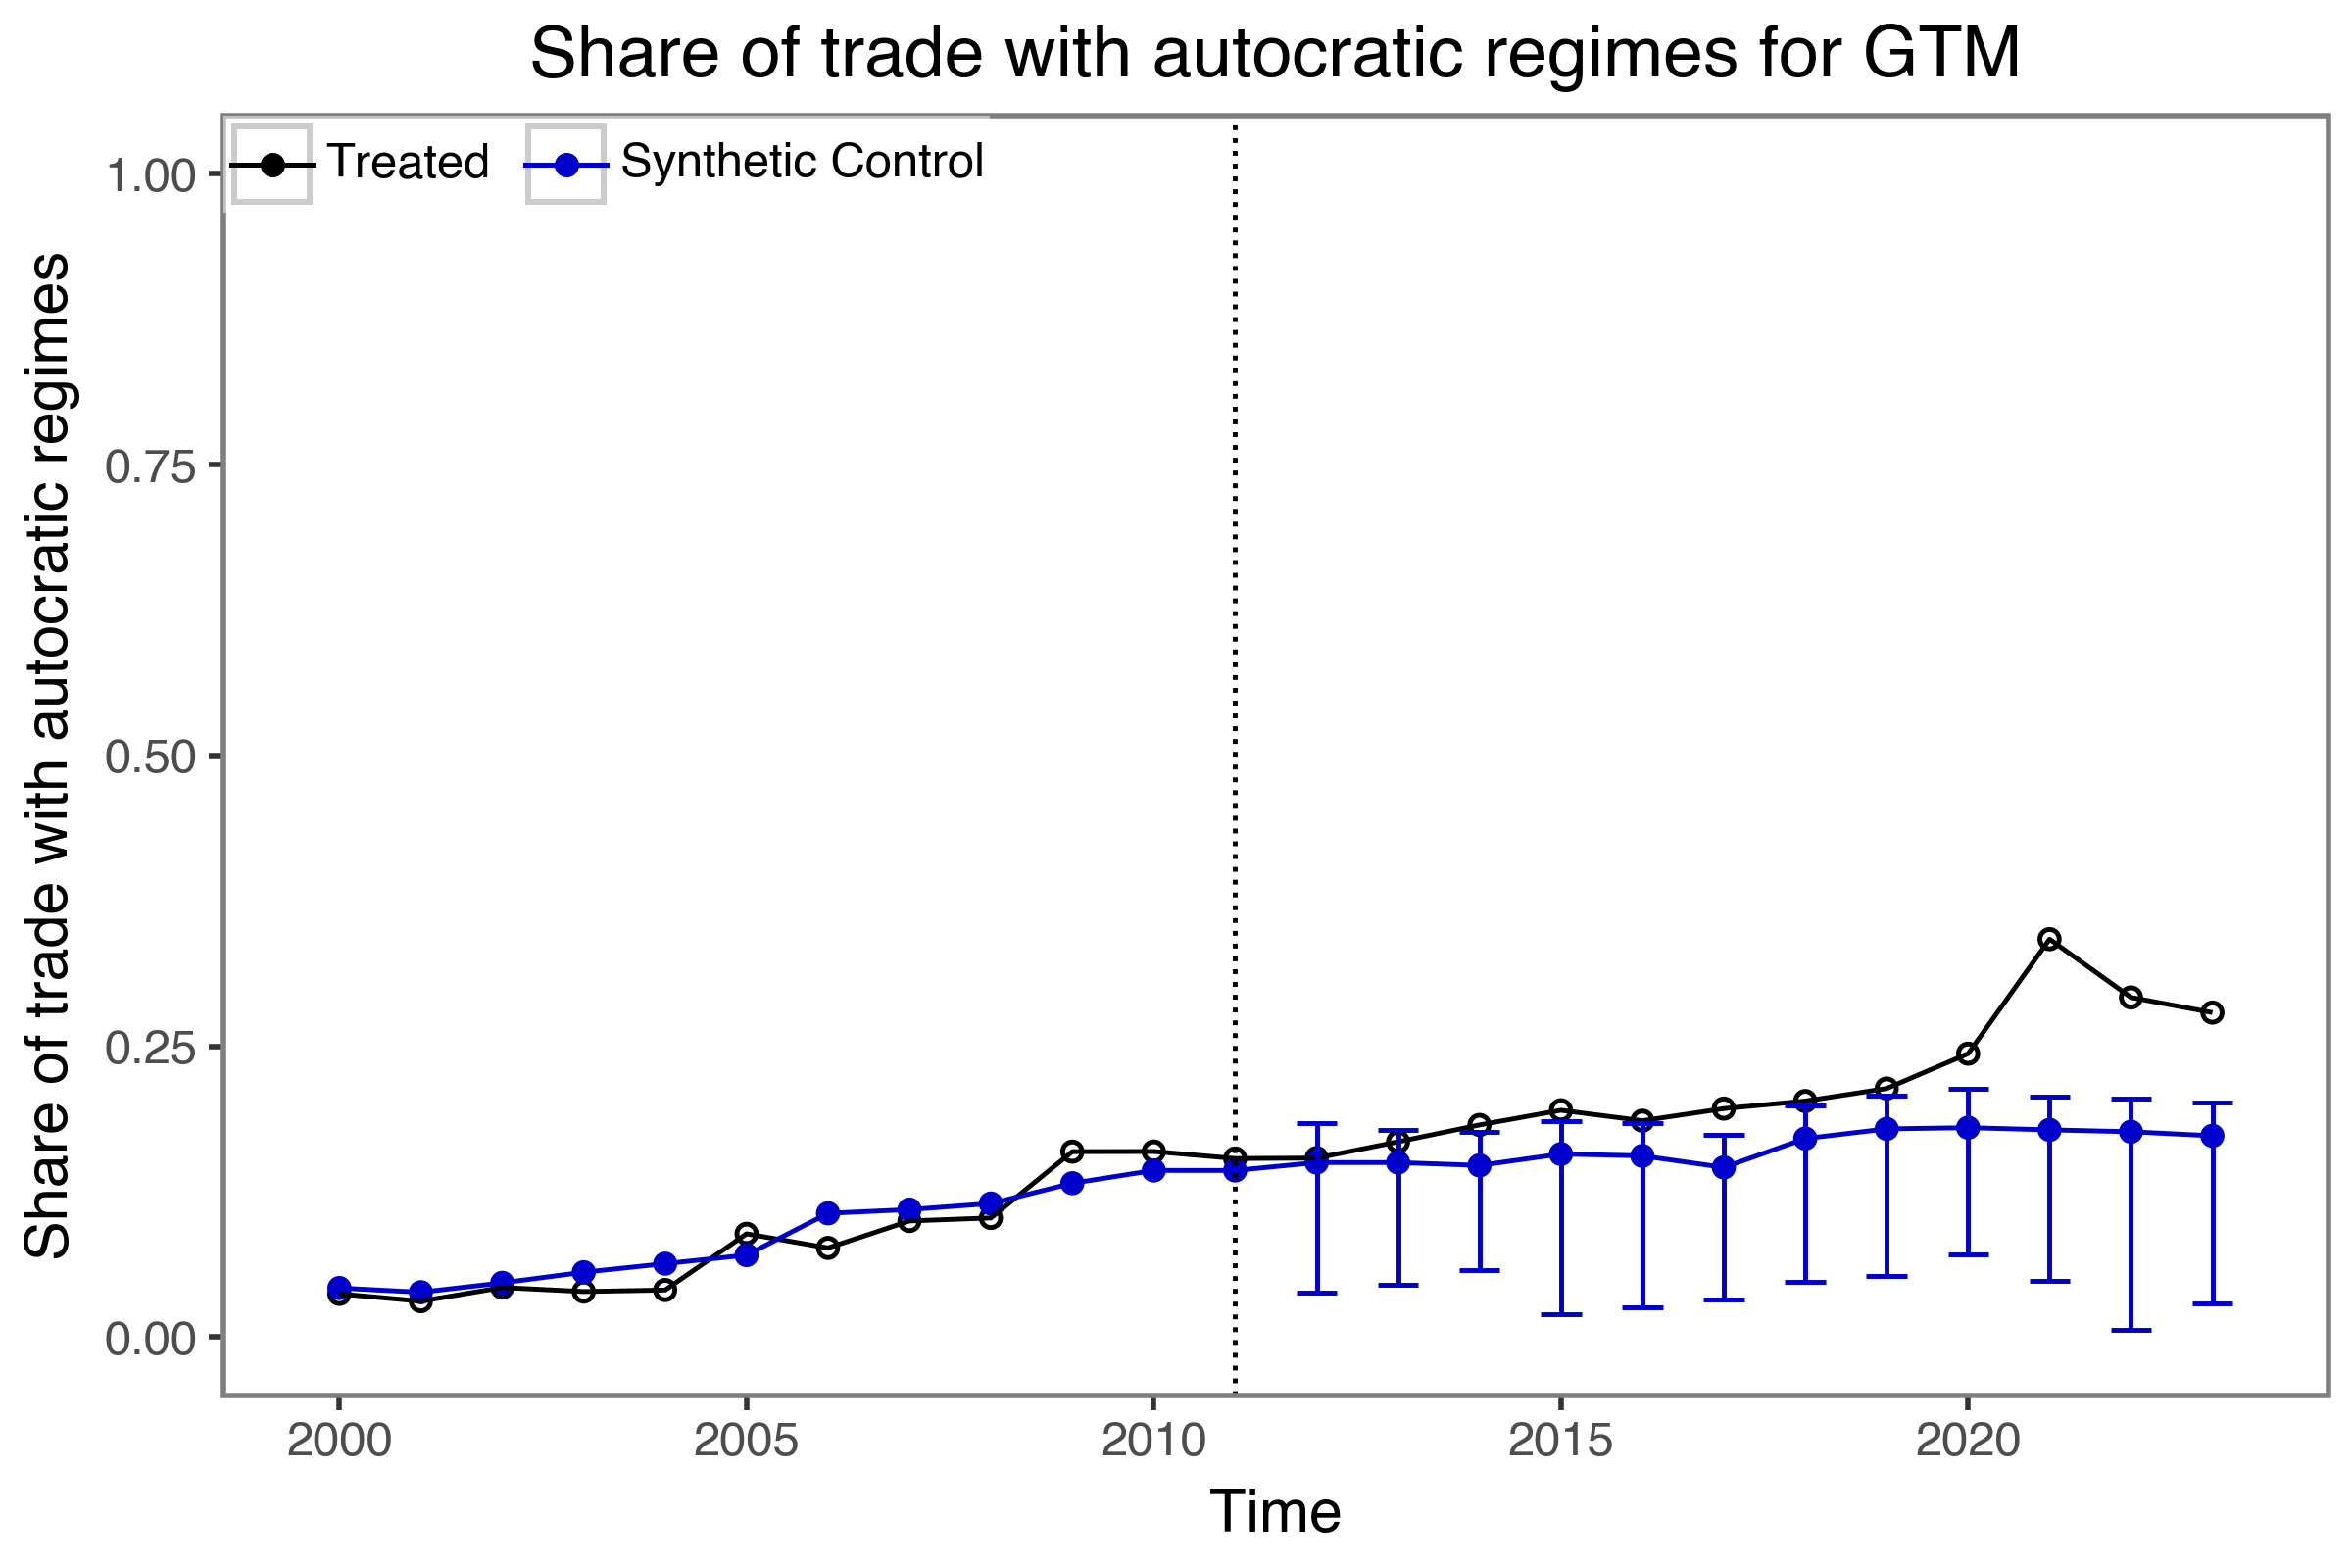 Share of trade with autocratic regimes for GTM
Treated
Synthetic Control
Share of trade with autocratic regimes
1.00
0.75
0.50
0.25
0.00
2000
2005
2010
2015
2020
Time